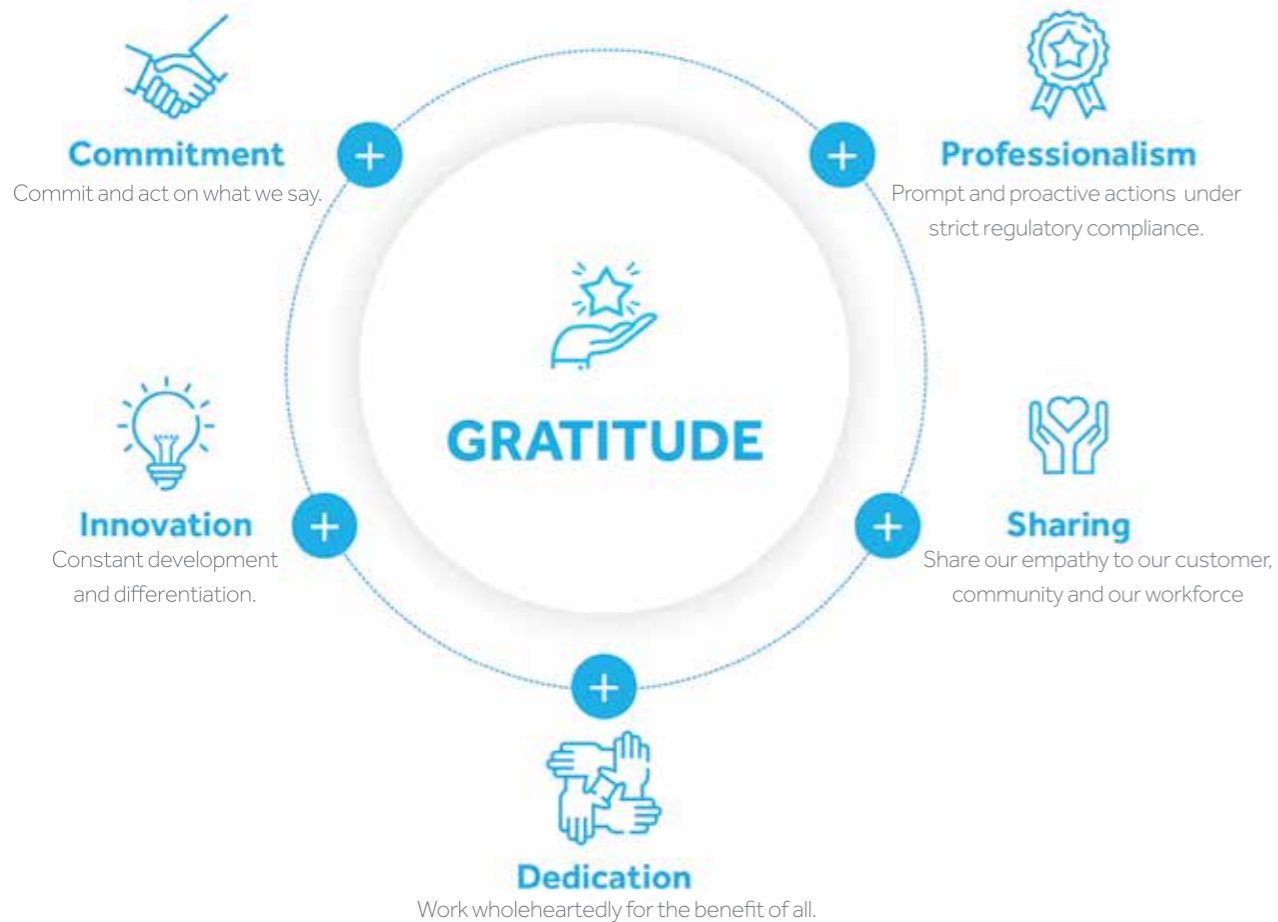 Commitment
Commit and act on what we say.
Professionalism
Prompt and proactive actions under
strict regulatory compliance.
GRATITUDE
Innovation
Constant development
and differentiation.
Sharing
Share our empathy to our customer,
community and our workforce
Dedication
Work wholeheartedly for the benefit of all.